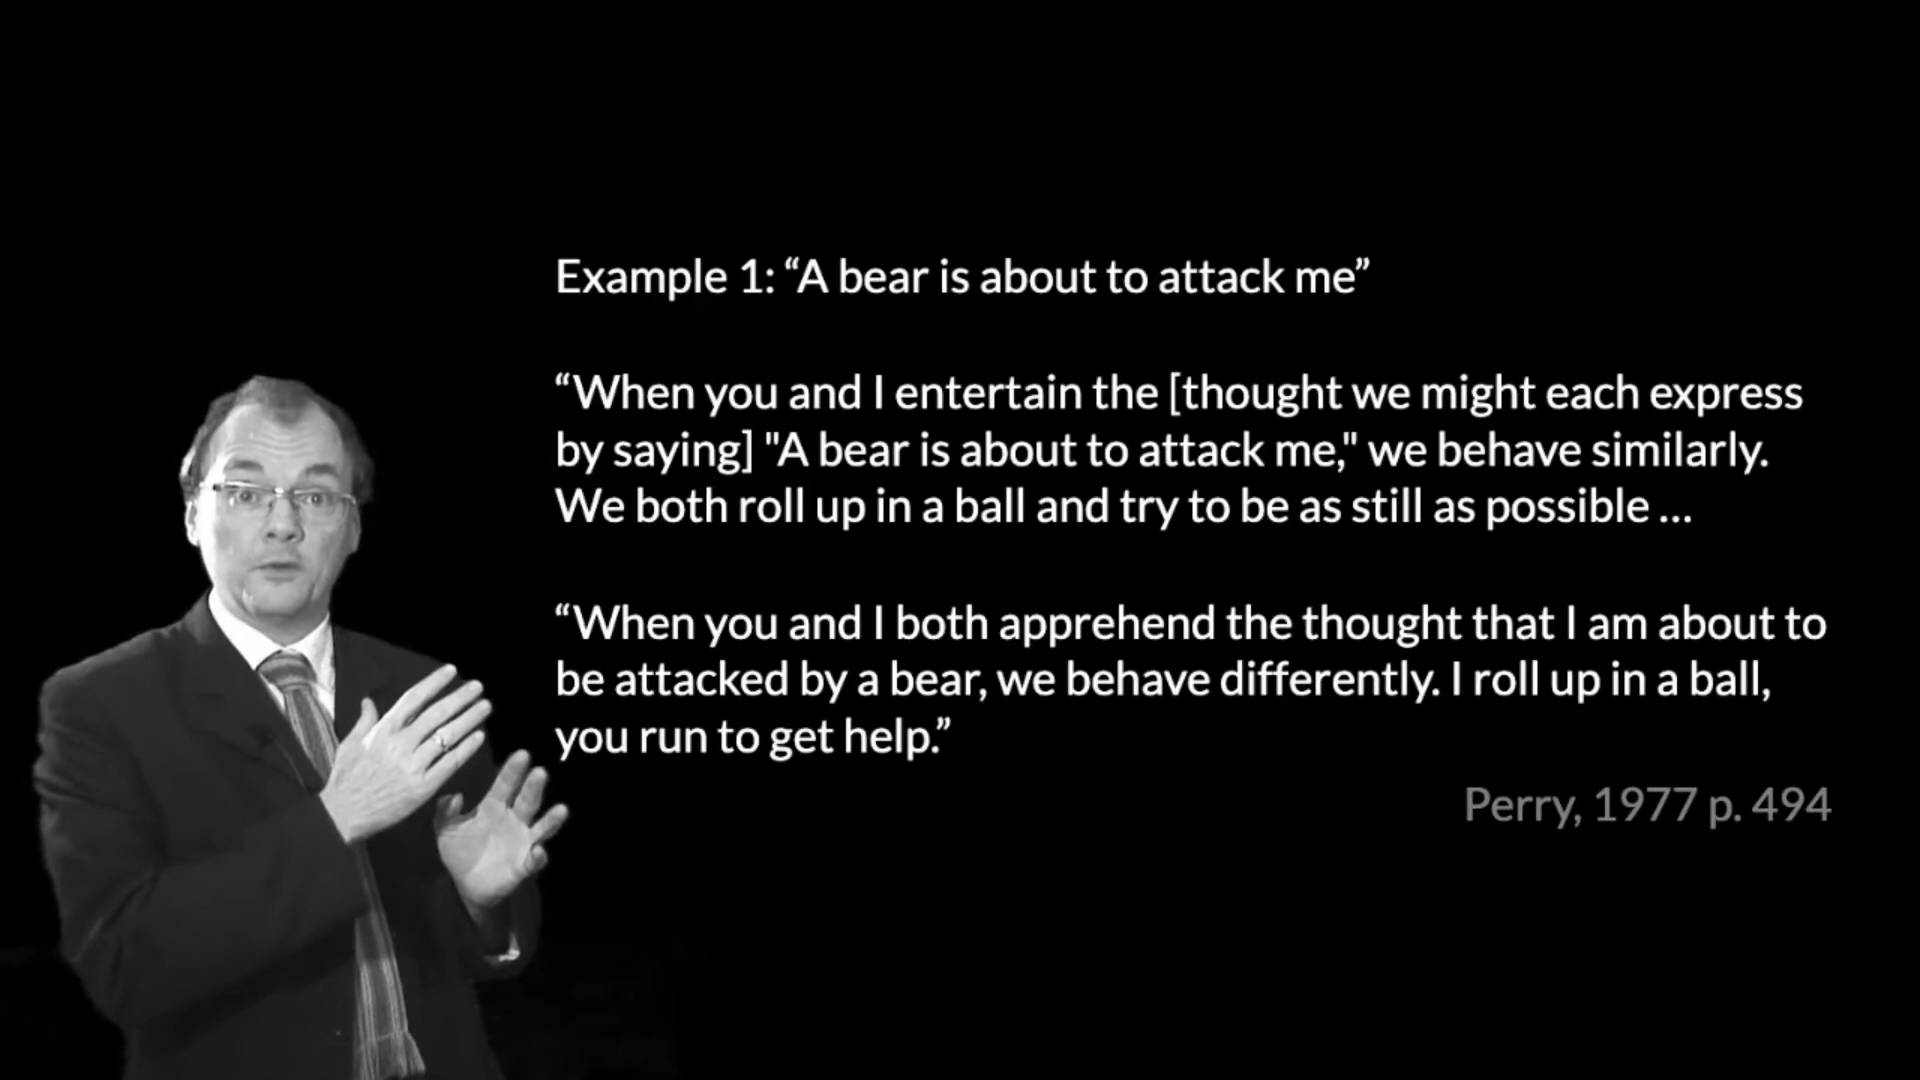 Example 1: “A bear is about to attack me”
“When you and I entertain the [thought we might each express
by saying] "A bear is about to attack me," we behave similarly.
We both roll up in a ball and try to be as still as possible ...
“When you and I both apprehend the thought that I am about to
be attacked by a bear, we behave differently. I roll up in a ball,
you run to get help.”
Perry, 1977 p. 494